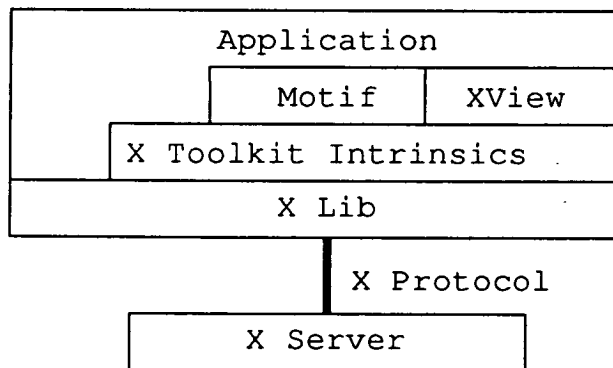 Application
Motif XView
X Toolkit Intrinsics
X Lib
X Protocol
X Server